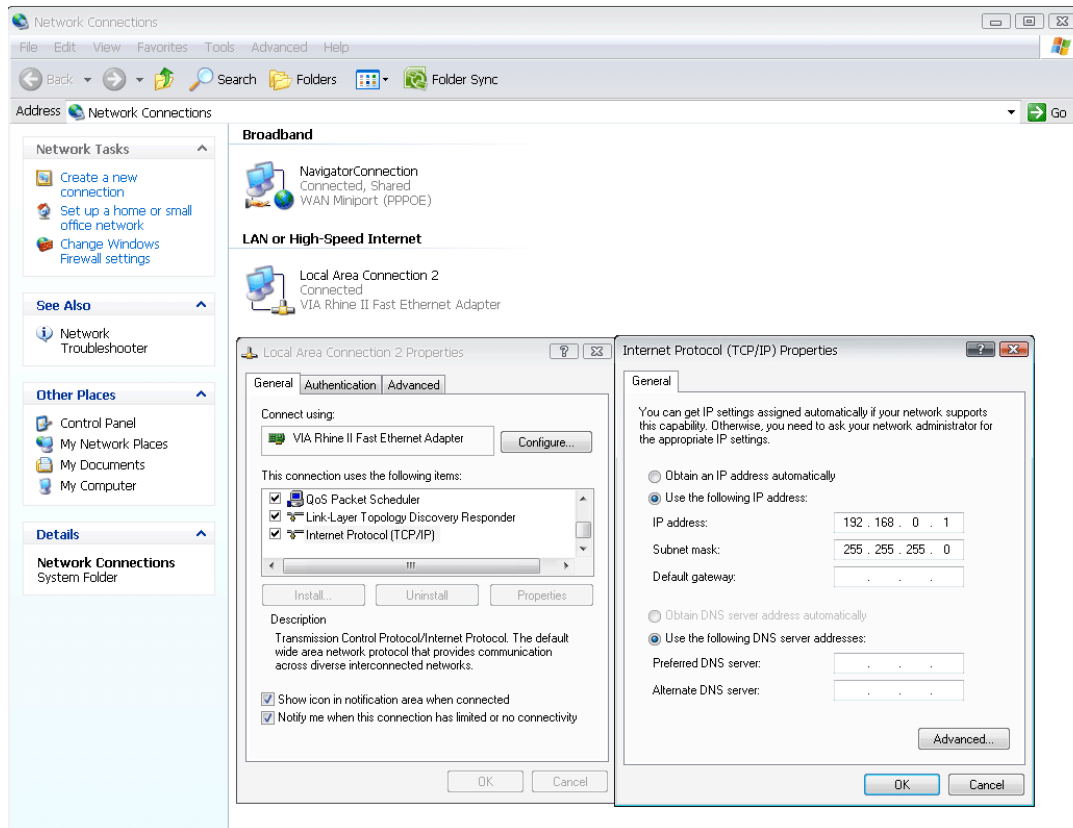 Network Connections
File Edit View Favorites Tools Advanced Help
Back Search Folders Folder Sync
Address Network Connections Go
Network Tasks
Create a new
connection
Set up a home or small
office network
Change Windows
Firewall settings
See Also
Network
Troubleshooter
Other Places
Control Panel
My Network Places
My Documents
My Computer
Details
Network Connections
System Folder
Broadband
NavigatorConnection
Connected, Shared
WAN Miniport (PPPOE)
LAN or High-Speed Internet
Local Area Connection 2
Connected
VIA Rhine II Fast Ethernet Adapter
Local Area Connection 2 Properties
General Authentication Advanced
Connect using:
VIA Rhine II Fast Ethernet Adapter Configure...
This connection uses the following items:
QoS Packet Scheduler
Link-Layer Topology Discovery Responder
Internet Protocol (TCP/IP)
Install... Uninstall Properties
Description
Transmission Control Protocol/Internet Protocol. The default
wide area network protocol that provides communication
across diverse interconnected networks.
Show icon in notification area when connected
Notify me when this connection has limited or no connectivity
OK Cancel
Internet Protocol (TCP/IP) Properties
General
You can get IP settings assigned automatically if your network supports
this capability. Otherwise, you need to ask your network administrator for
the appropriate IP settings.
Obtain an IP address automatically
Use the following IP address:
IP address: 192 . 168 . 0 . 1
Subnet mask: 255 . 255 . 255 . 0
Default gateway: . . .
Obtain DNS server address automatically
Use the following DNS server addresses:
Preferred DNS server: . . .
Alternate DNS server: . . .
Advanced...
OK Cancel